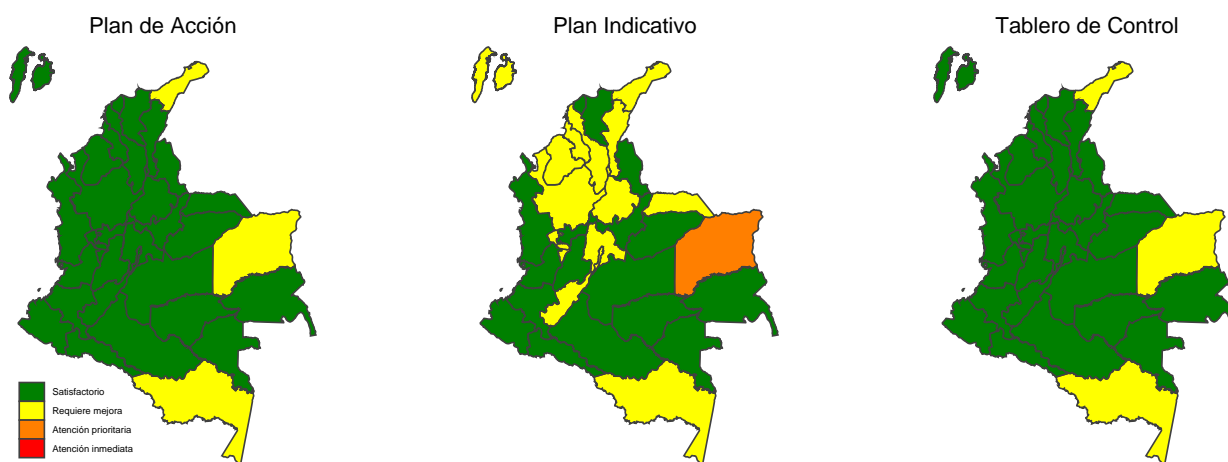 Plan de Acción
Plan Indicativo
Tablero de Control
Satisfactorio
Requiere mejora
Atención prioritaria
Atención inmediata